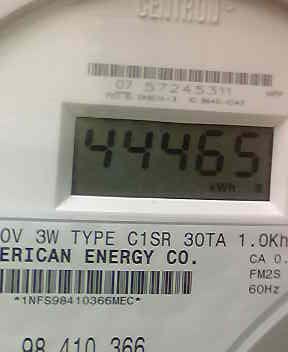 CENTRON
07 57245311
44465
kWh
0V 3W TYPE C1SR 30TA 1.0Kh
ERICAN ENERGY CO.
CA 0.
FM2S
60Hz
*1NFS98410366MEC*
98 410 366